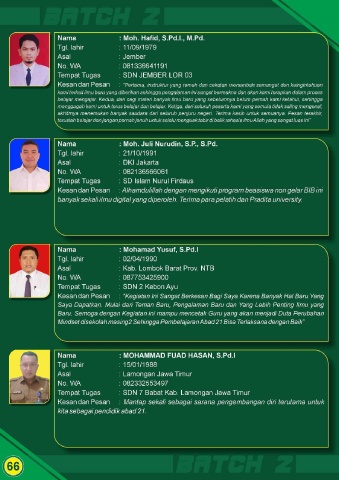 BATCH 2
Nama : Moh. Hafid, S.Pd.I., M.Pd.
Tgl. lahir : 11/09/1979
Asal : Jember
No. WA : 081336641191
Tempat Tugas : SDN JEMBER LOR 03
Kesan dan Pesan : "Pertama, instruktur yang ramah dan cekatan menambah semangat dan keingintahuan
kami terkait ilmu baru yang diberikan sehingga pengalaman ini sangat bermakna dan akan kami terapkan dalam proses
belajar mengajar. Kedua, dari segi materi banyak ilmu baru yang sebelumnya belum pernah kami ketahui, sehingga
menggugah kami untuk terus belajar dan belajar. Ketiga, dari seluruh peserta kami yang semula tidak saling mengenal,
akhirnya menemukan banyak saudara dari seluruh penjuru negeri. Terima kasih untuk semuanya. Pesan terakhir,
teruslah belajar dan jangan pernah jenuh untuk selalu menguak tabir di balik rahasia ilmu Allah yang sangat luas ini"
Nama : Moh. Juli Nurudin, S.P., S.Pd.
Tgl. lahir : 21/10/1991
Asal : DKI Jakarta
No. WA : 082136566061
Tempat Tugas : SD Islam Nurul Firdaus
Kesan dan Pesan : Alhamdulillah dengan mengikuti program beasiswa non gelar BIB ini
banyak sekali ilmu digital yang diperoleh. Terima para pelatih dan Pradita university.
Nama : Mohamad Yusuf, S.Pd.I
Tgl. lahir : 02/04/1990
Asal : Kab. Lombok Barat Prov. NTB
No. WA : 087753425900
Tempat Tugas : SDN 2 Kebon Ayu
Kesan dan Pesan : "Kegiatan ini Sangat Berkesan Bagi Saya Karena Banyak Hal Baru Yang
Saya Dapatkan. Mulai dari Teman Baru, Pengalaman Baru dan Yang Lebih Penting Ilmu yang
Baru. Semoga dengan Kegiatan ini mampu mencetak Guru yang akan menjadi Duta Perubahan
Mindset disekolah masing2 Sehingga Pembelajaran Abad 21 Bisa Terlaksana dengan Baik"
Nama : MOHAMMAD FUAD HASAN, S.Pd.I
Tgl. lahir : 15/01/1988
Asal : Lamongan Jawa Timur
No. WA : 082332553497
Tempat Tugas : SDN 7 Babat Kab. Lamongan Jawa Timur
Kesan dan Pesan : Mantap sekali sebagai sarana pengembangan diri terutama untuk
kita sebagai pendidik abad 21.
66
BATCH 2